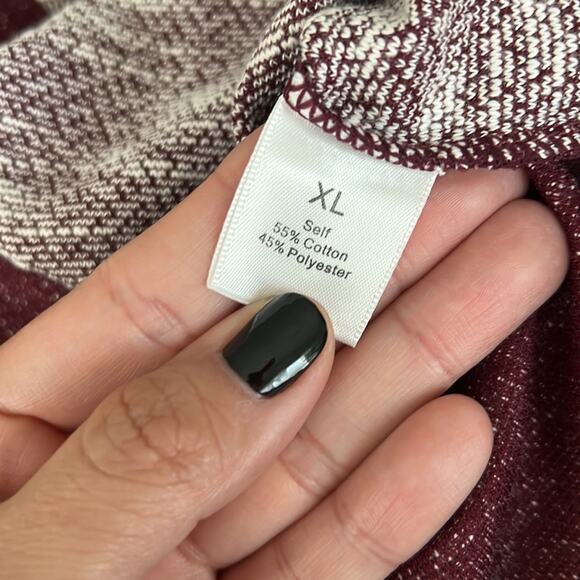 XL
Self
55% Cotton
45% Polyester